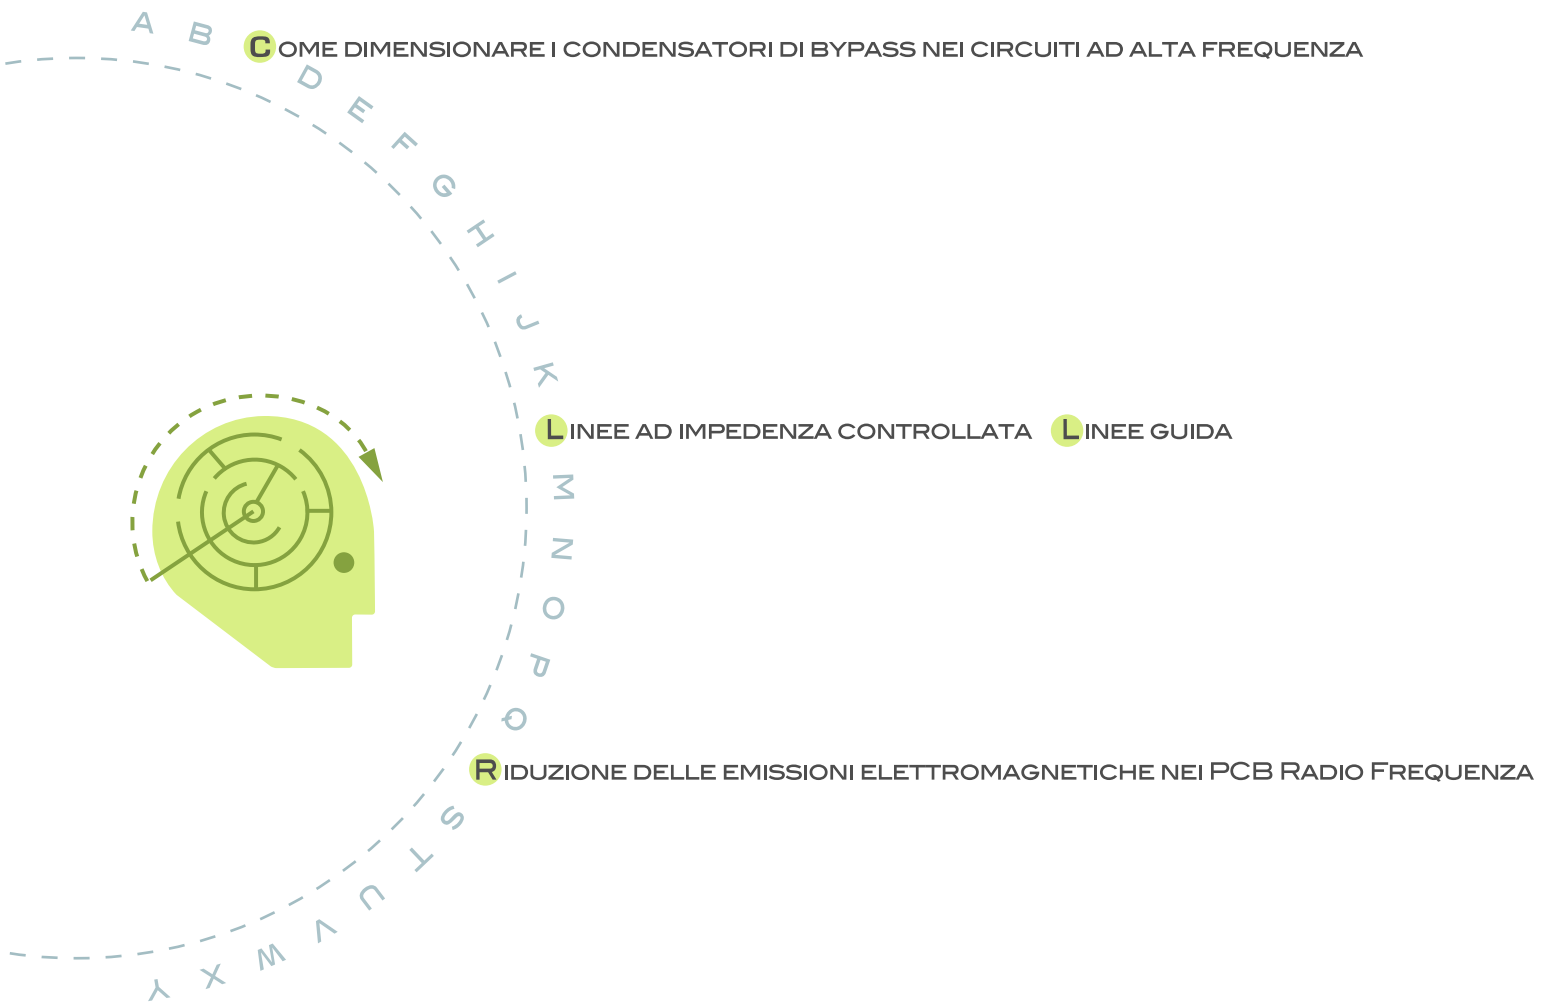 A
B
COME DIMENSIONARE I CONDENSATORI DI BYPASS NEI CIRCUITI AD ALTA FREQUENZA
D
E
F
G
H
I
J
K
LINEE AD IMPEDENZA CONTROLLATA LINEE GUIDA
M
N
O
P
Q
RIDUZIONE DELLE EMISSIONI ELETTROMAGNETICHE NEI PCB RADIO FREQUENZA
S
T
U
V
W
X
Y